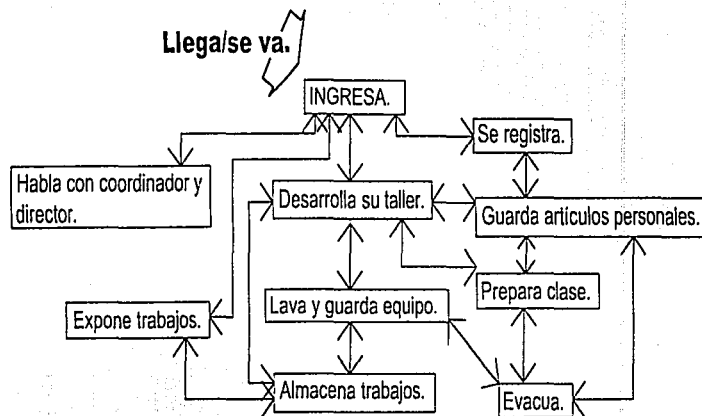 Llega/se va.
INGRESA.
Se registra.
Habla con coordinador y
director.
Desarrolla su taller.
Guarda artículos personales.
Prepara clase.
Expone trabajos.
Lava y guarda equipo.
Almacena trabajos.
Evacua.